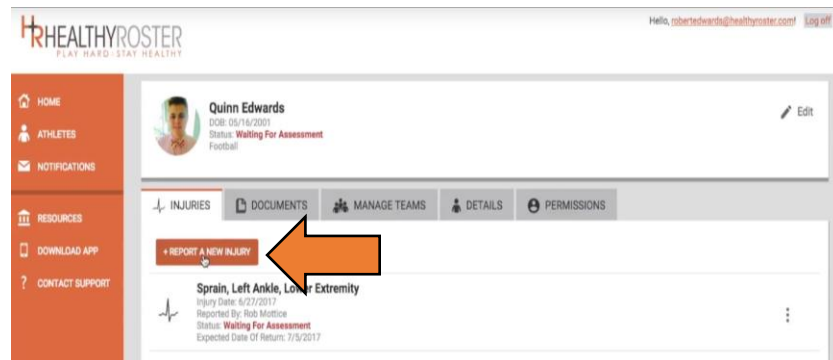 Hello, robertedwards@healthyroster.com! Log off
HR HEALTHYROSTER
PLAY HARD STAY HEALTHY
HOME
ATHLETES
NOTIFICATIONS
RESOURCES
DOWNLOAD APP
? CONTACT SUPPORT
Quinn Edwards
DOB: 05/16/2001
Status: Waiting For Assessment
Football
Edit
INJURIES DOCUMENTS MANAGE TEAMS DETAILS PERMISSIONS
+ REPORT A NEW INJURY
Sprain, Left Ankle, Lower Extremity
Injury Date: 6/27/2017
Reported By: Rob Mottice
Status: Waiting For Assessment
Expected Date Of Return: 7/5/2017